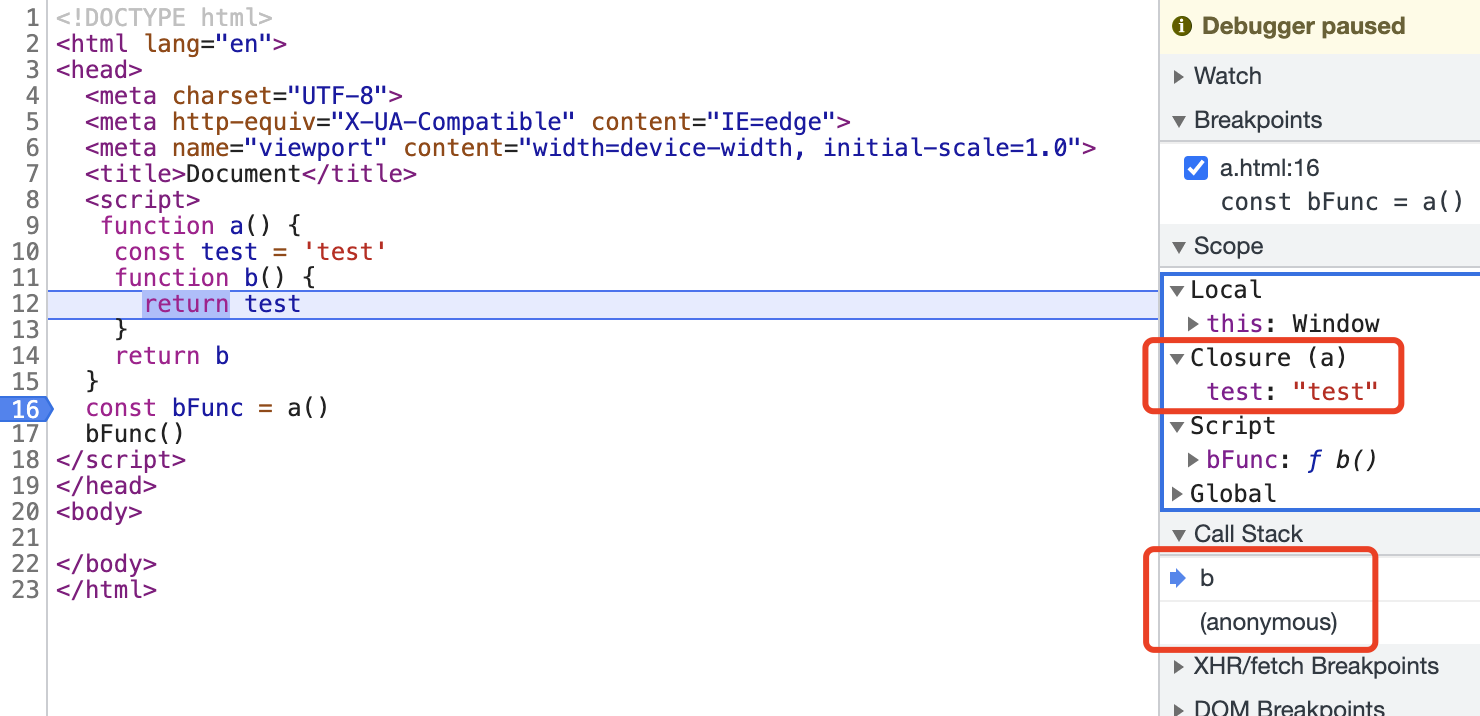 1 <!DOCTYPE html>
2 <html lang="en">
3 <head>
4 <meta charset="UTF-8">
5 <meta http-equiv="X-UA-Compatible" content="IE=edge">
6 <meta name="viewport" content="width=device-width, initial-scale=1.0">
7 <title>Document</title>
8 <script>
9 function a() {
10 const test = 'test'
11 function b() {
12 return test
13 }
14 return b
15 }
16 const bFunc = a()
17 bFunc()
18 </script>
19 </head>
20 <body>
21
22 </body>
23 </html>
Debugger paused
Watch
Breakpoints
a.html:16
const bFunc = a()
Scope
Local
this: Window
Closure (a)
test: "test"
Script
bFunc: ƒ b()
Global
Call Stack
b
(anonymous)
XHR/fetch Breakpoints
DOM Breakpoints